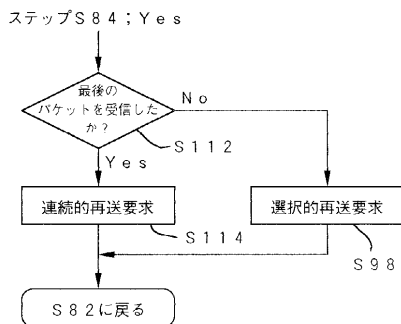 ステップS84;Yes
最後の
パケットを受信した
か?
No
S112
Yes
連続的再送要求
選択的再送要求
S114
S98
S82に戻る